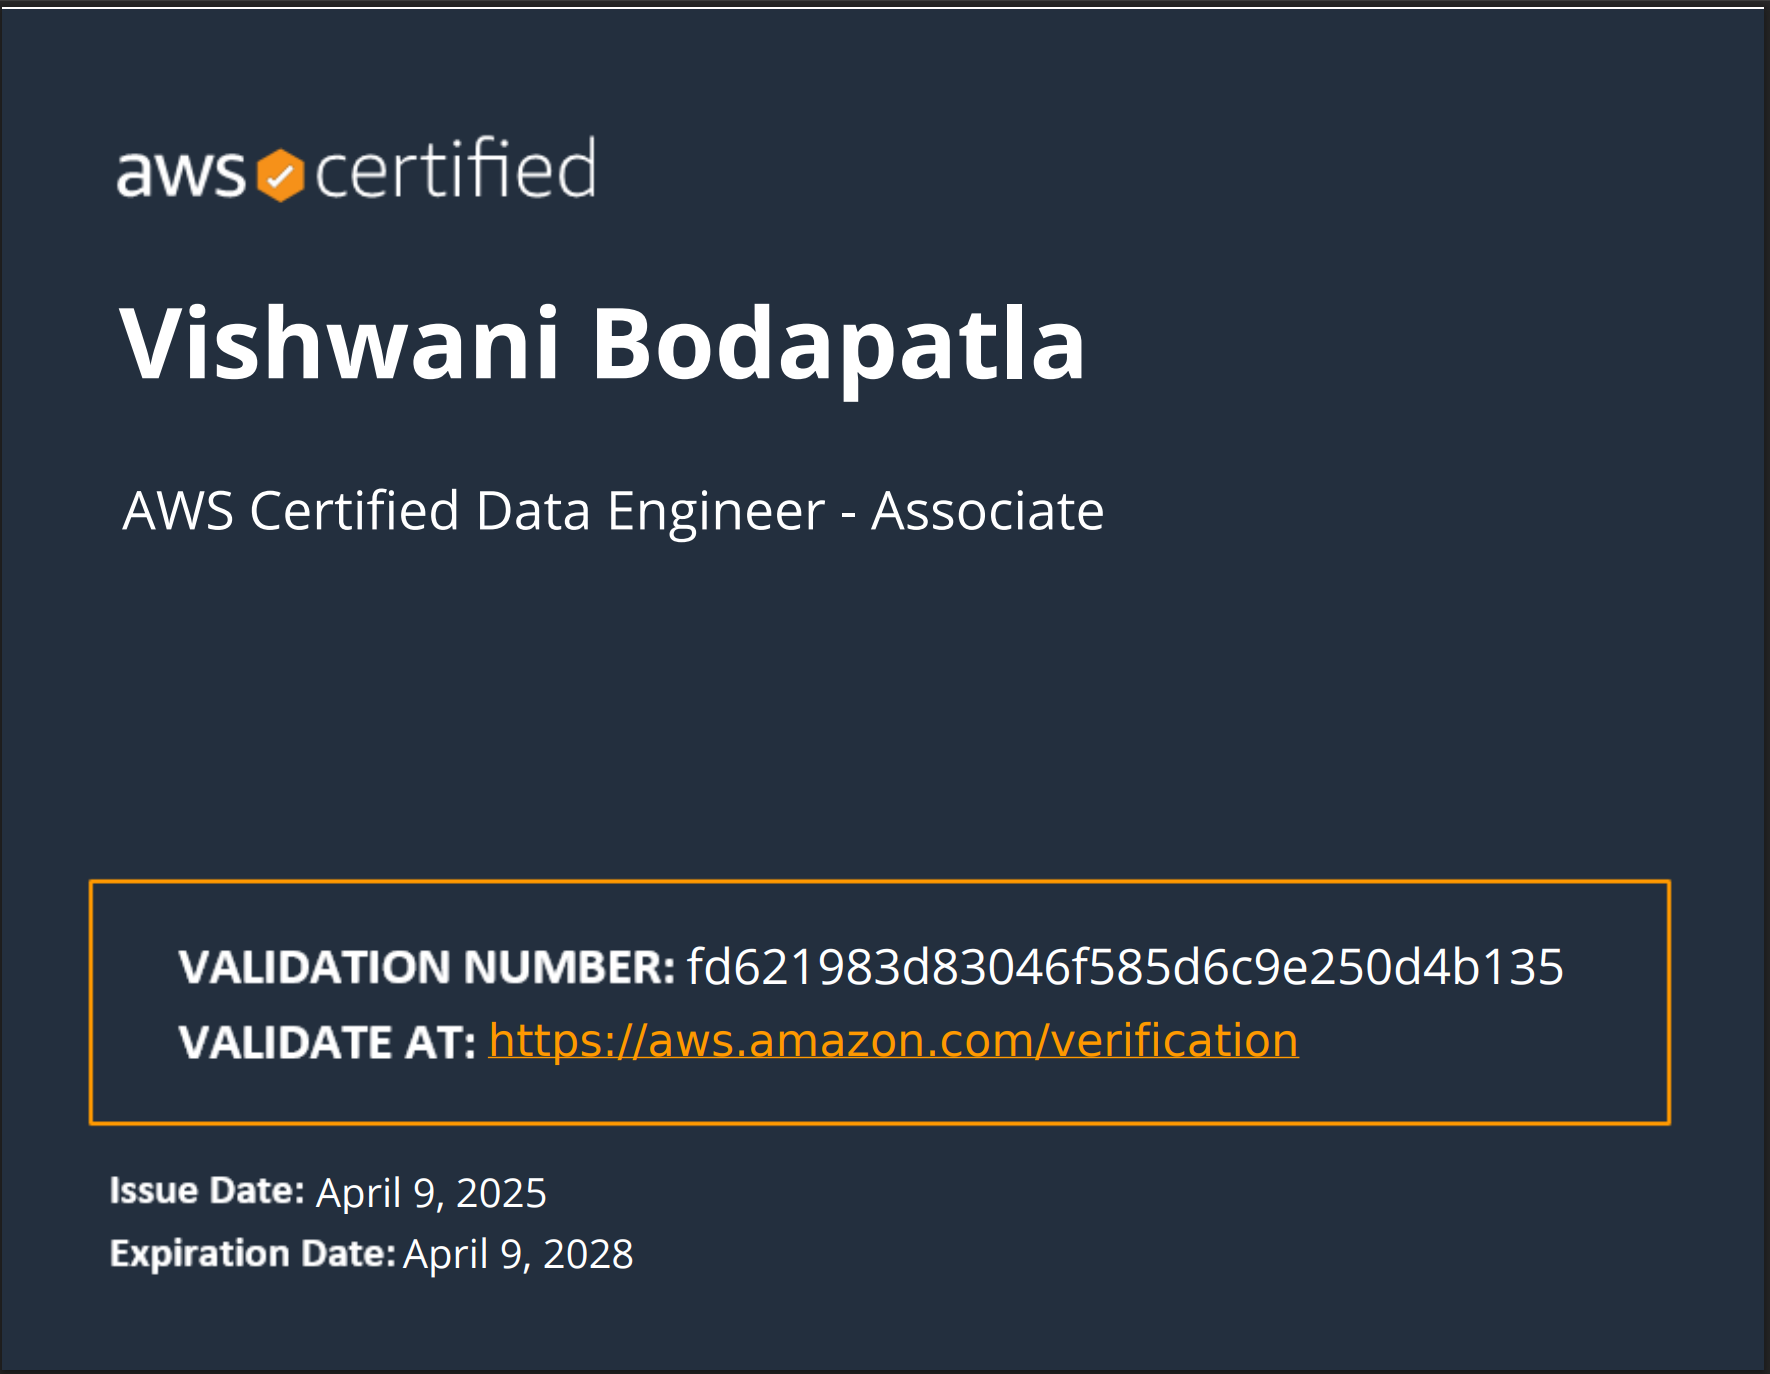 aws certified
Vishwani Bodapatla
AWS Certified Data Engineer - Associate
VALIDATION NUMBER: fd621983d83046f585d6c9e250d4b135
VALIDATE AT: https://aws.amazon.com/verification
Issue Date: April 9, 2025
Expiration Date: April 9, 2028